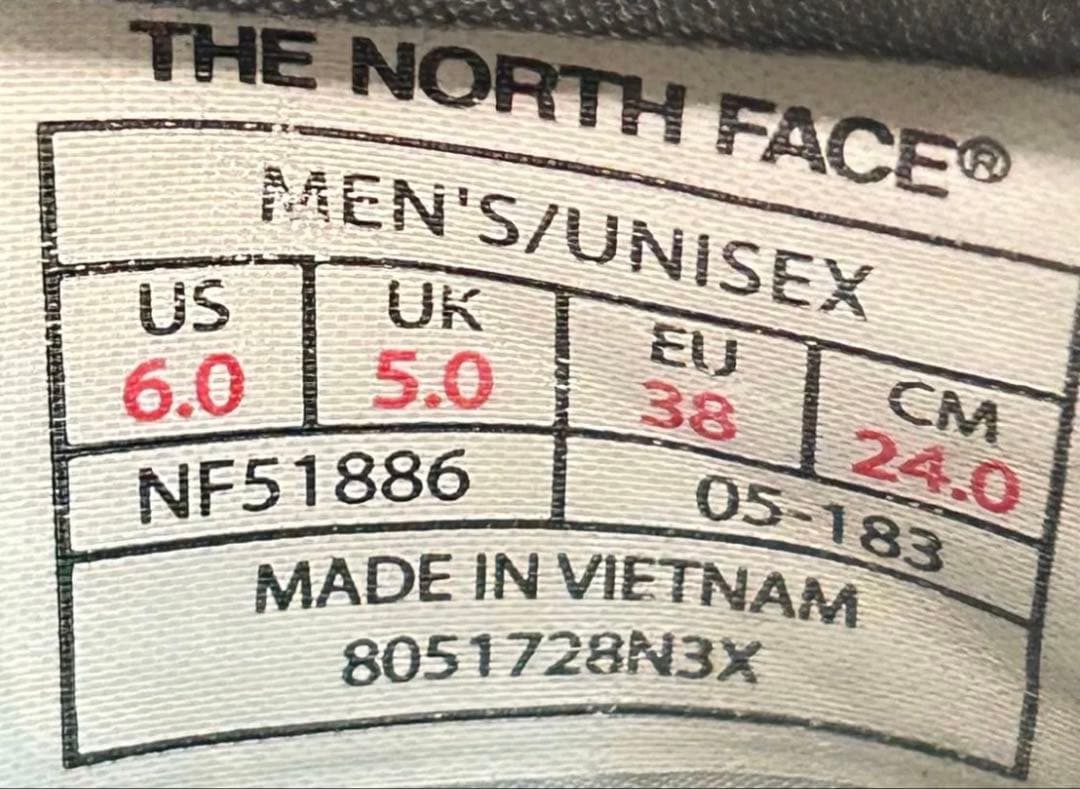 THE NORTH FACE®
MEN'S/UNISEX
US UK EU CM
6.0 5.0 38 24.0
NF51886 05-183
MADE IN VIETNAM
8051728N3X